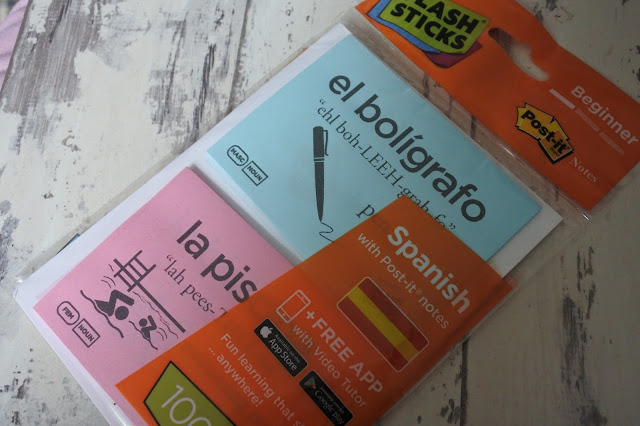 LASH
STICKS
Beginner
Post-it
Notes
el bolígrafo
"ehl boh-LEEH-grah-fo"
MASC NOUN
la pis
"lah pees-
FEM NOUN
Spanish
with Post-it® notes
+FREE APP
with Video Tutor
App Store
Google Play
Fun learning that s
... anywhere!
100